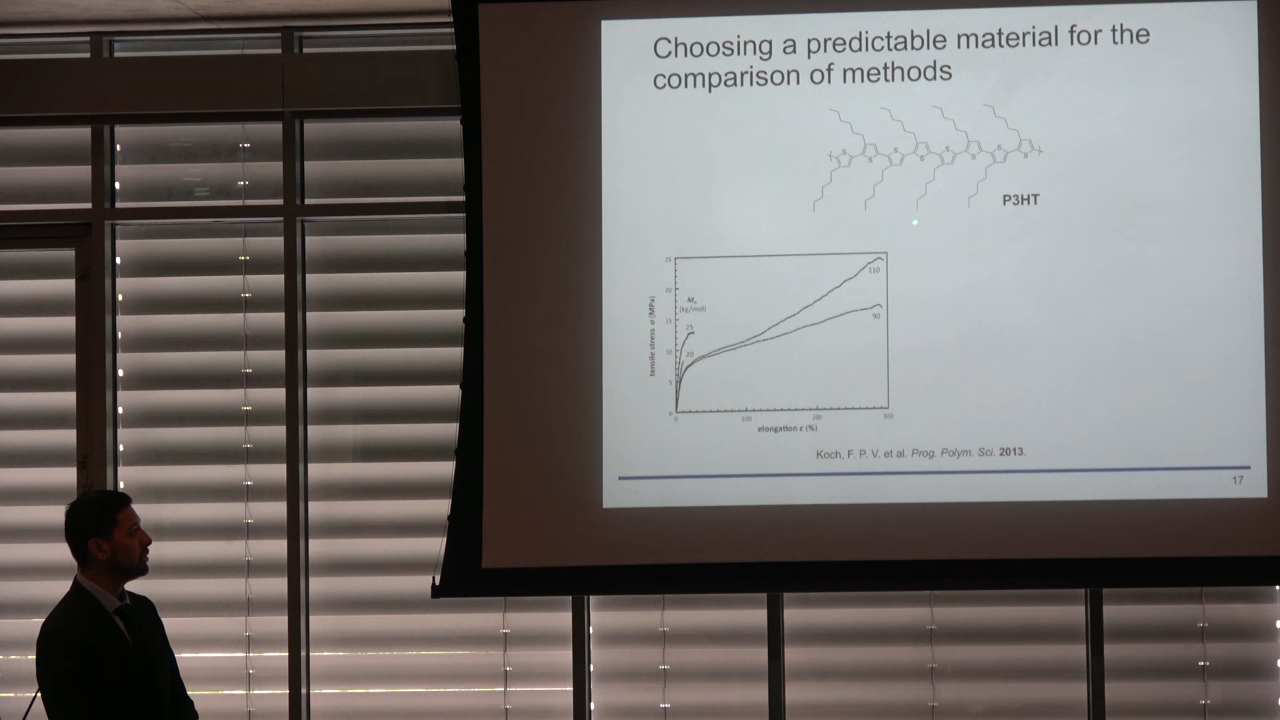 Choosing a predictable material for the
comparison of methods
S S S S S S S S
P3HT
25
20
15
10
5
0
tensile stress σ (MPa)
Mn
(kg/mol)
25
20
110
90
0 100 200 300
elongation ε (%)
Koch, F. P. V. et al. Prog. Polym. Sci. 2013.
17